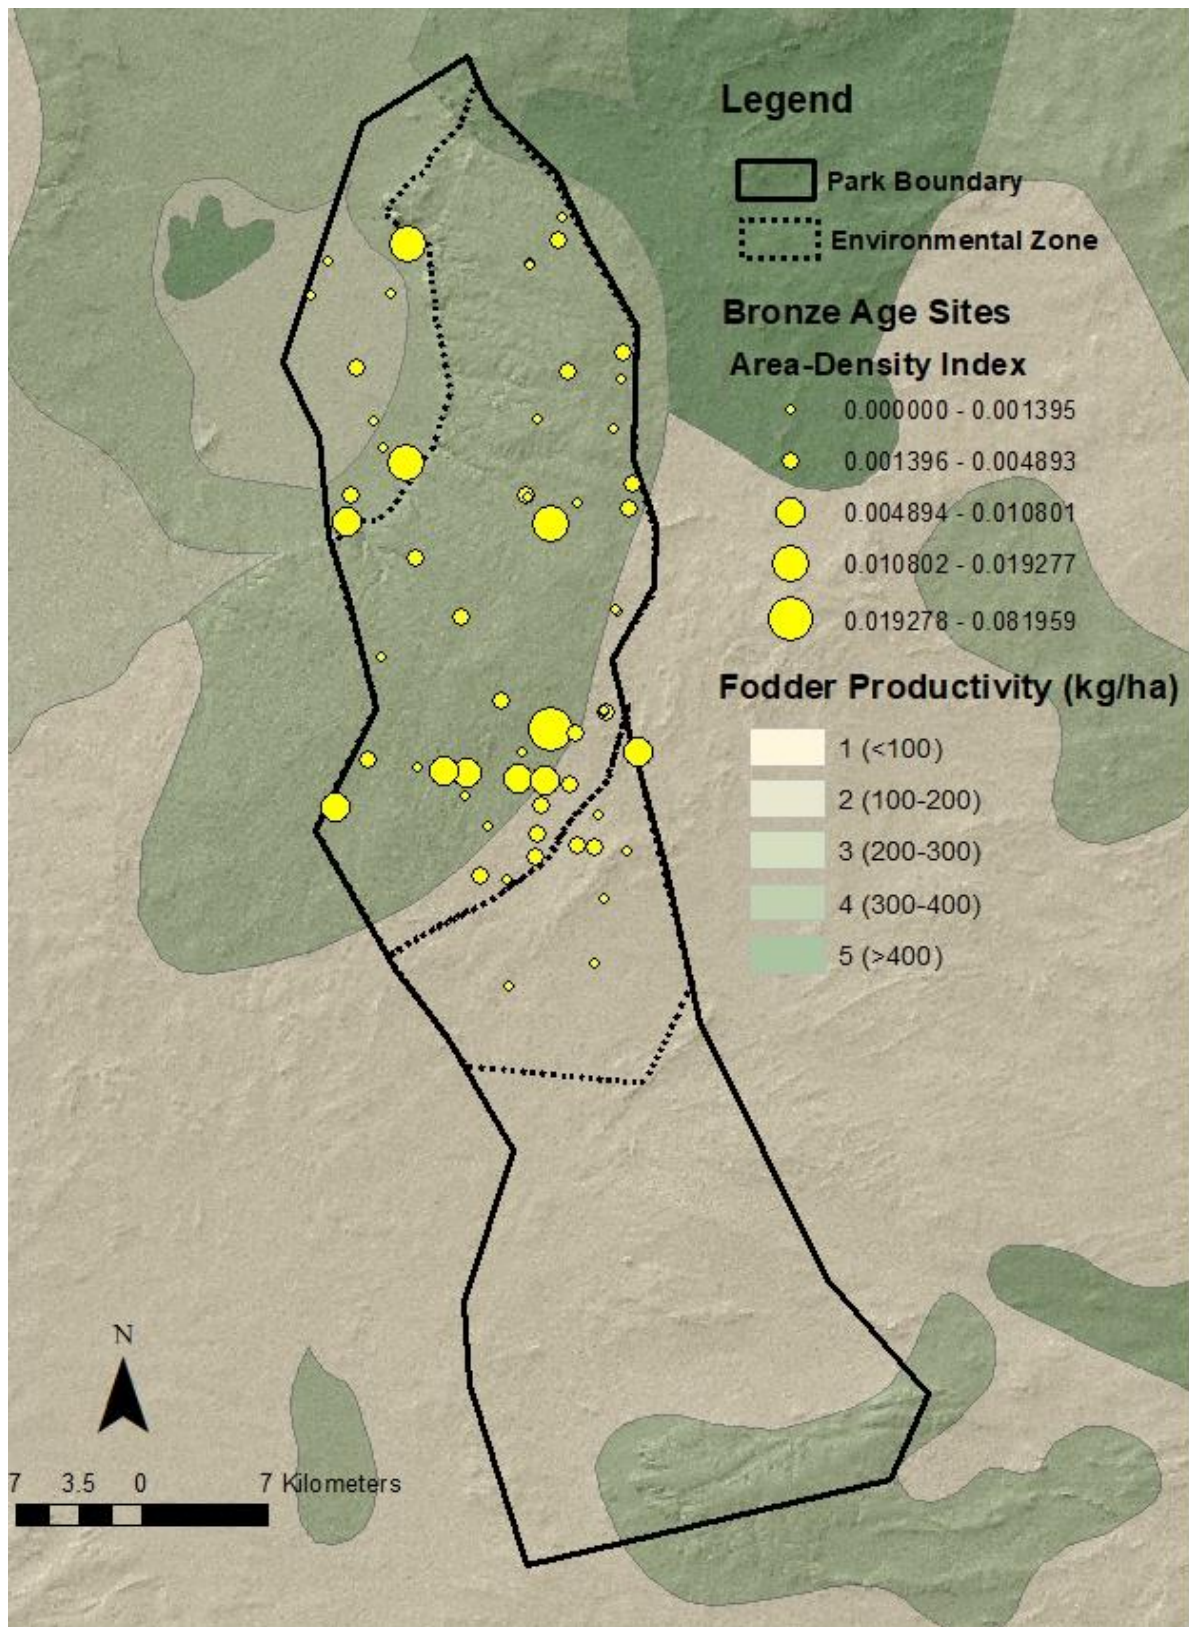 Legend
Park Boundary
Environmental Zone
Bronze Age Sites
Area-Density Index
0.000000 - 0.001395
0.001396 - 0.004893
0.004894 - 0.010801
0.010802 - 0.019277
0.019278 - 0.081959
Fodder Productivity (kg/ha)
1 (<100)
2 (100-200)
3 (200-300)
4 (300-400)
5 (>400)
N
7 3.5 0 7 Kilometers